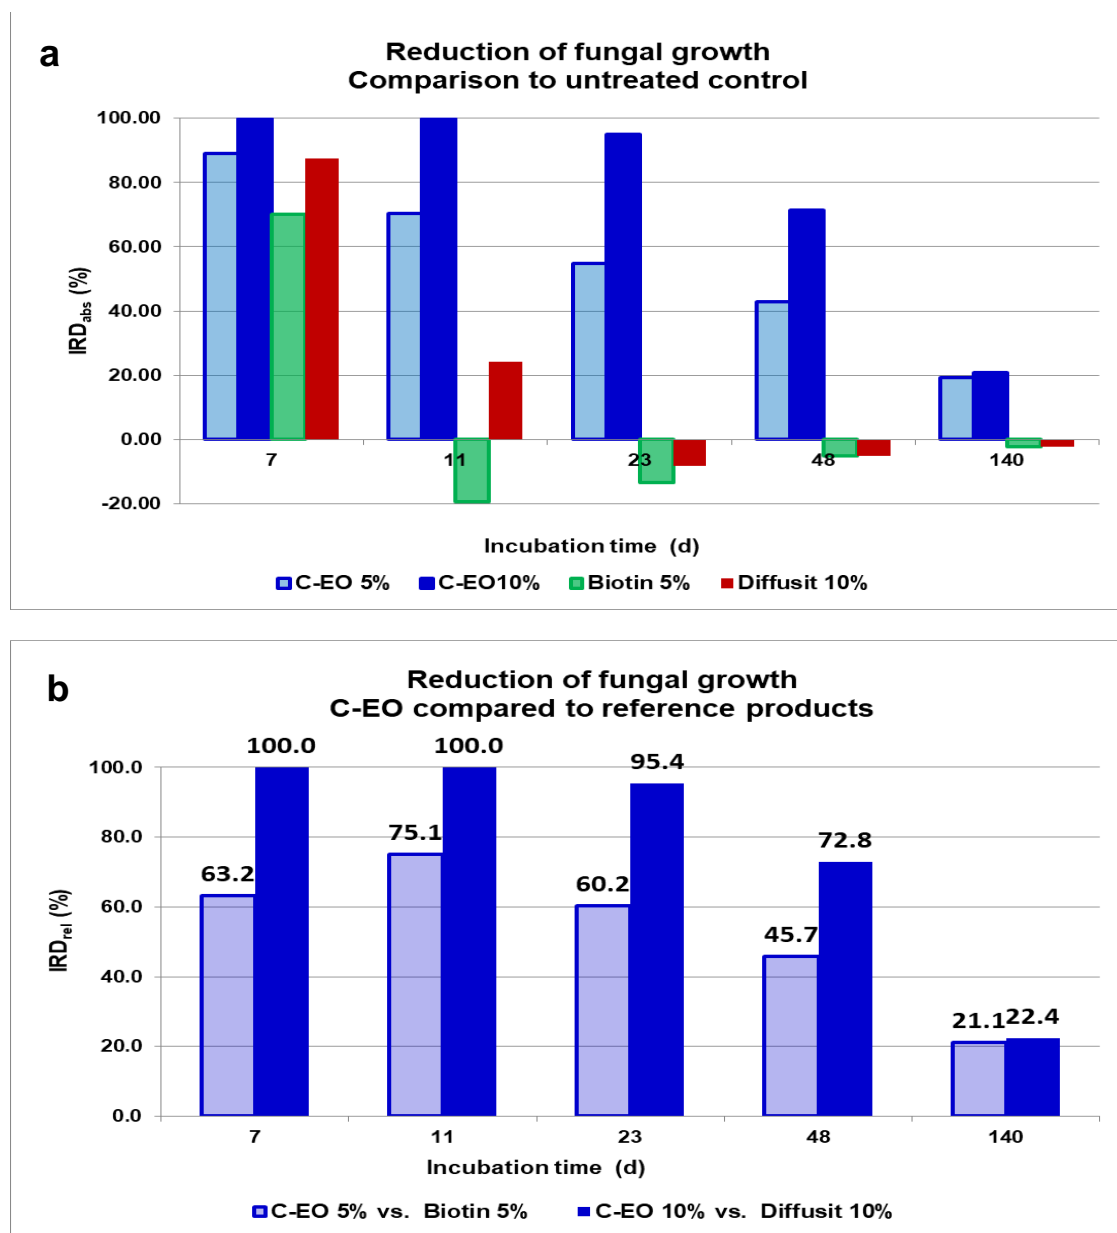 a
Reduction of fungal growth
Comparison to untreated control
100.00
80.00
60.00
40.00
20.00
0.00
-20.00
IRDabs (%)
7 11 23 48 140
Incubation time (d)
C-EO 5% C-EO10% Biotin 5% Diffusit 10%
b
Reduction of fungal growth
C-EO compared to reference products
100.0
80.0
60.0
40.0
20.0
0.0
IRDrel (%)
63.2 100.0 75.1 100.0 60.2 95.4 45.7 72.8 21.1 22.4
7 11 23 48 140
Incubation time (d)
C-EO 5% vs. Biotin 5% C-EO 10% vs. Diffusit 10%